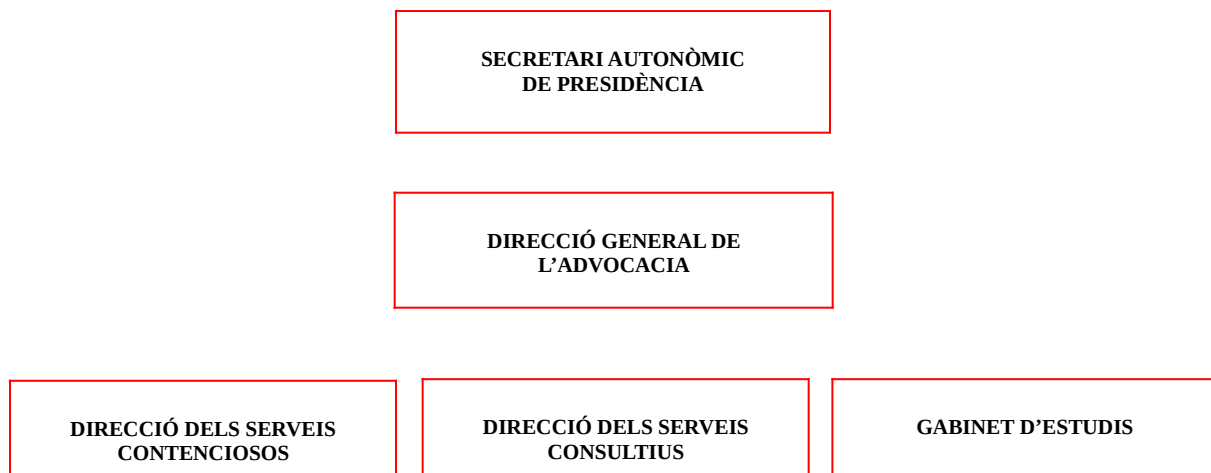 SECRETARI AUTONÒMIC
DE PRESIDÈNCIA
DIRECCIÓ GENERAL DE
L’ADVOCACIA
DIRECCIÓ DELS SERVEIS
CONTENCIOSOS
DIRECCIÓ DELS SERVEIS
CONSULTIUS
GABINET D’ESTUDIS